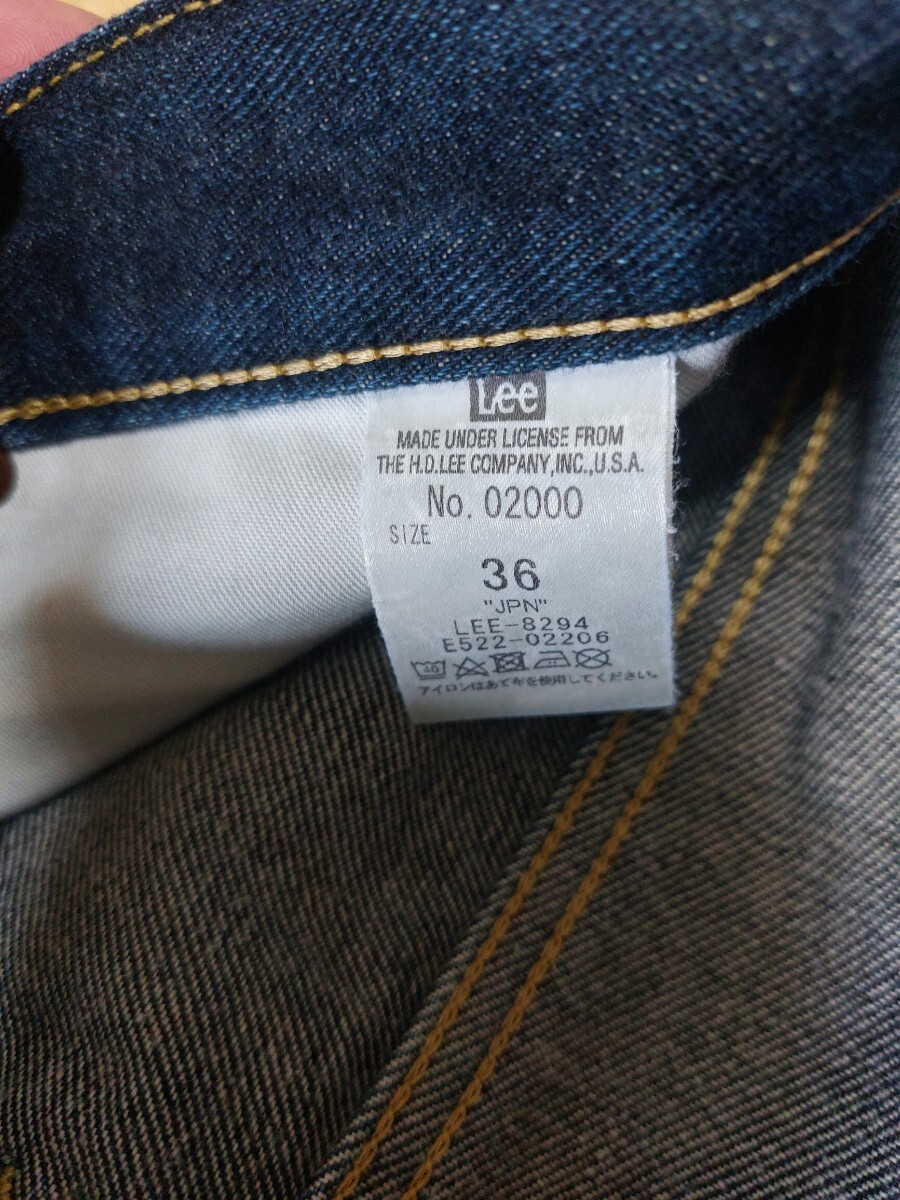 Lee
MADE UNDER LICENSE FROM
THE H.D.LEE COMPANY,INC.,U.S.A.
No. 02000
SIZE
36
"JPN"
LEE-8294
E522-02206
40
アイロンはあて布を使用してください。